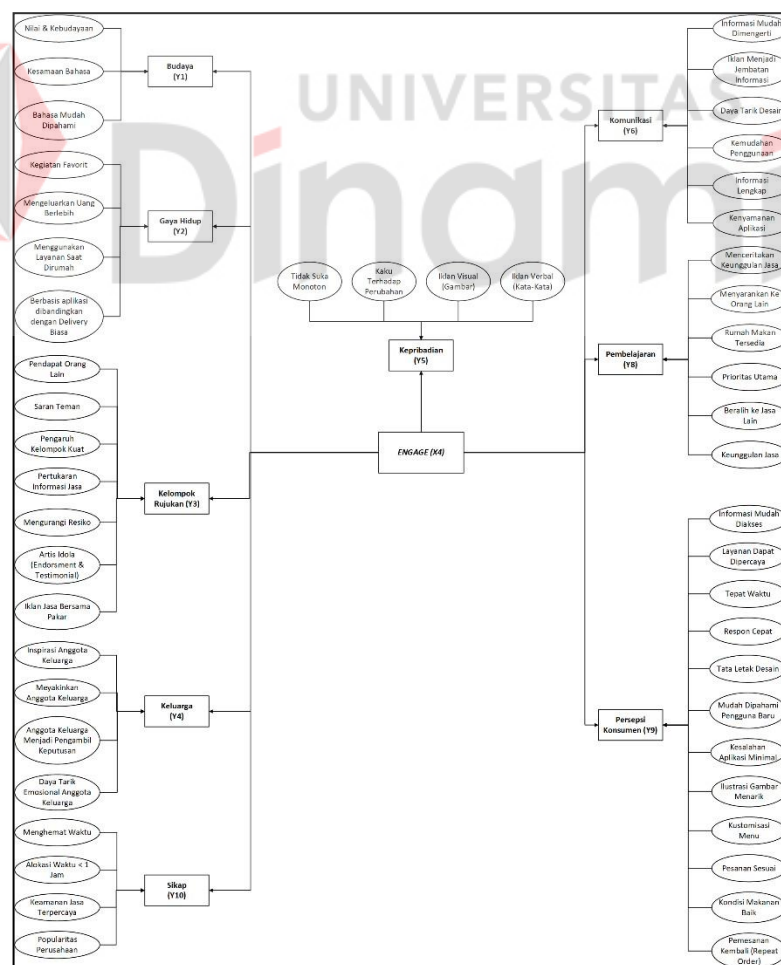 UNIVERSITAS
Dinami
Nilai & Kebudayaan
Kesamaan Bahasa
Bahasa Mudah
Dipahami
Budaya
(Y1)
Kegiatan Favorit
Mengeluarkan Uang
Berlebih
Menggunakan
Layanan Saat
Dirumah
Berbasis aplikasi
dibandingkan
dengan Delivery
Biasa
Gaya Hidup
(Y2)
Pendapat Orang
Lain
Saran Teman
Pengaruh
Kelompok Kuat
Pertukaran
Informasi Jasa
Mengurangi Resiko
Artis Idola
(Endorsment &
Testimonial)
Iklan Jasa Bersama
Pakar
Kelompok
Rujukan (Y3)
Inspirasi Anggota
Keluarga
Meyakinkan
Anggota Keluarga
Anggota Keluarga
Menjadi Pengambil
Keputusan
Daya Tarik
Emosional Anggota
Keluarga
Keluarga
(Y4)
Menghemat Waktu
Alokasi Waktu < 1
Jam
Keamanan Jasa
Terpercaya
Popularitas
Perusahaan
Sikap
(Y10)
Tidak Suka
Monoton
Kaku
Terhadap
Perubahan
Iklan Visual
(Gambar)
Iklan Verbal
(Kata-Kata)
Kepribadian
(Y5)
ENGAGE (X4)
Informasi Mudah
Dimengerti
Iklan Menjadi
Jembatan
Informasi
Daya Tarik Desain
Kemudahan
Penggunaan
Informasi
Lengkap
Kenyamanan
Aplikasi
Komunikasi
(Y6)
Menceritakan
Keunggulan Jasa
Menyarankan Ke
Orang Lain
Rumah Makan
Tersedia
Prioritas Utama
Beralih ke Jasa
Lain
Keunggulan Jasa
Pembelajaran
(Y8)
Informasi Mudah
Diakses
Layanan Dapat
Dipercaya
Tepat Waktu
Respon Cepat
Tata Letak Desain
Mudah Dipahami
Pengguna Baru
Kesalahan
Aplikasi Minimal
Ilustrasi Gambar
Menarik
Kustomisasi
Menu
Pesanan Sesuai
Kondisi Makanan
Baik
Pemesanan
Kembali (Repeat
Order)
Persepsi
Konsumen (Y9)